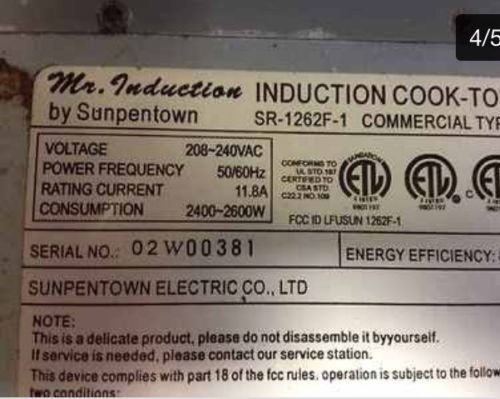 4/5
Mr. Induction
by Sunpentown
INDUCTION COOK-TO
SR-1262F-1 COMMERCIAL TYP
VOLTAGE 208~240VAC
POWER FREQUENCY 50/60Hz
RATING CURRENT 11.8A
CONSUMPTION 2400~2600W
CONFORMS TO
UL STD.197
CERTIFIED TO
CSA STD.
C22.2 NO.109
ETL
ETL
C
FCC ID LFUSUN 1262F-1
SERIAL NO.: 02W00381
ENERGY EFFICIENCY:
SUNPENTOWN ELECTRIC CO., LTD
NOTE:
This is a delicate product, please do not disassemble it byyourself.
If service is needed, please contact our service station.
This device complies with part 18 of the fcc rules. operation is subject to the follow
two conditions: